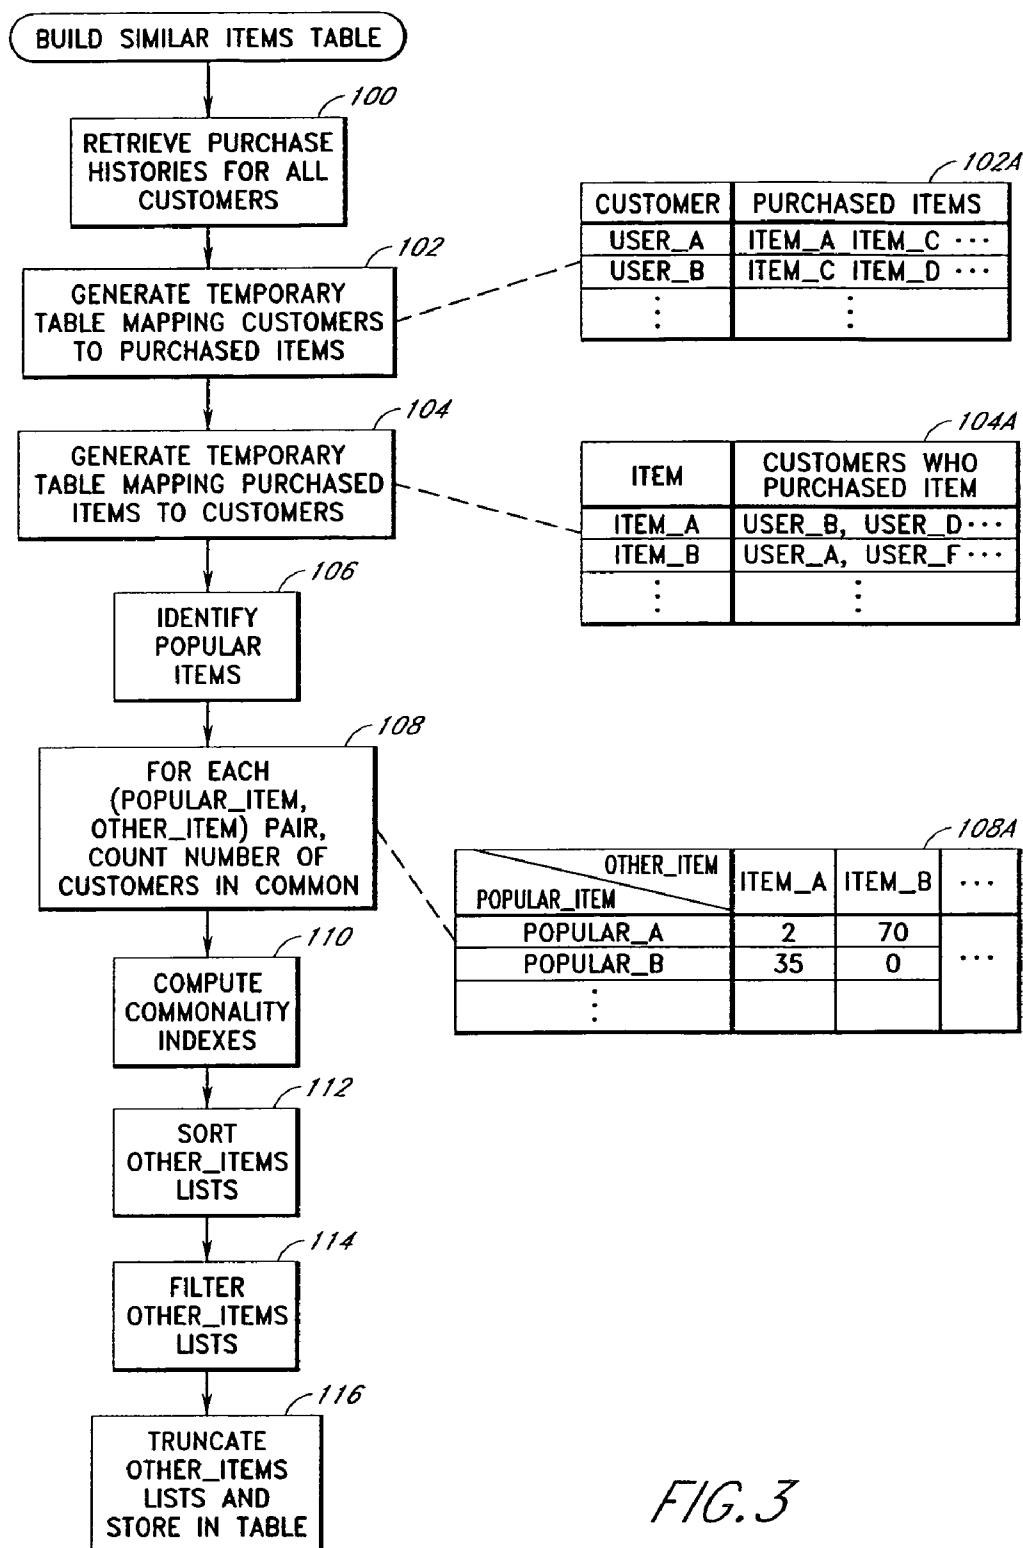 BUILD SIMILAR ITEMS TABLE
100
RETRIEVE PURCHASE
HISTORIES FOR ALL
CUSTOMERS
102
GENERATE TEMPORARY
TABLE MAPPING CUSTOMERS
TO PURCHASED ITEMS
102A
CUSTOMER PURCHASED ITEMS
USER_A ITEM_A ITEM_C ···
USER_B ITEM_C ITEM_D ···
⋮ ⋮
104
GENERATE TEMPORARY
TABLE MAPPING PURCHASED
ITEMS TO CUSTOMERS
104A
ITEM
CUSTOMERS WHO
PURCHASED ITEM
ITEM_A USER_B, USER_D···
ITEM_B USER_A, USER_F···
⋮ ⋮
106
IDENTIFY
POPULAR
ITEMS
108
FOR EACH
(POPULAR_ITEM,
OTHER_ITEM) PAIR,
COUNT NUMBER OF
CUSTOMERS IN COMMON
108A
OTHER_ITEM
POPULAR_ITEM
ITEM_A ITEM_B ···
POPULAR_A 2 70
POPULAR_B 35 0
···
⋮
110
COMPUTE
COMMONALITY
INDEXES
112
SORT
OTHER_ITEMS
LISTS
114
FILTER
OTHER_ITEMS
LISTS
116
TRUNCATE
OTHER_ITEMS
LISTS AND
STORE IN TABLE
FIG. 3